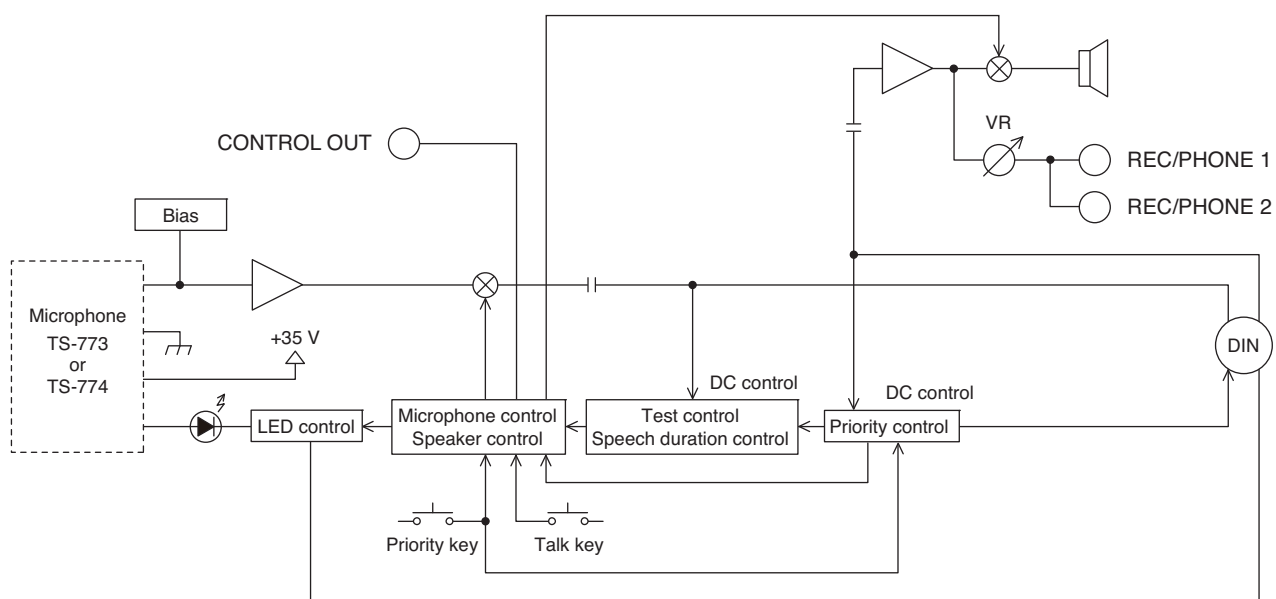 VR
CONTROL OUT
REC/PHONE 1
REC/PHONE 2
Bias
Microphone
TS-773
or
TS-774
+35 V
DIN
DC control
DC control
LED control
Microphone control
Speaker control
Test control
Speech duration control
Priority control
Priority key
Talk key